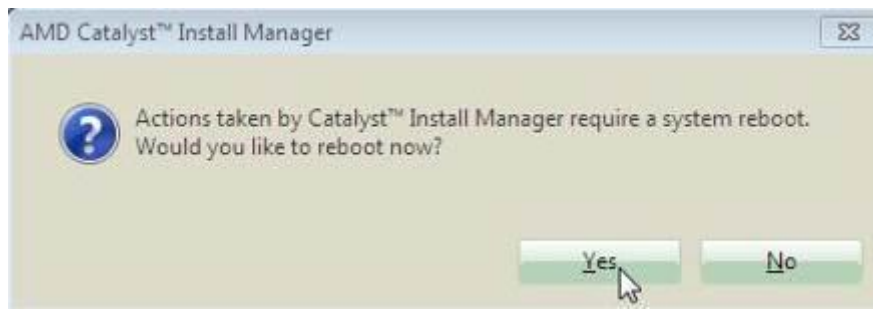 AMD Catalyst™ Install Manager
Actions taken by Catalyst™ Install Manager require a system reboot.
Would you like to reboot now?
Yes No